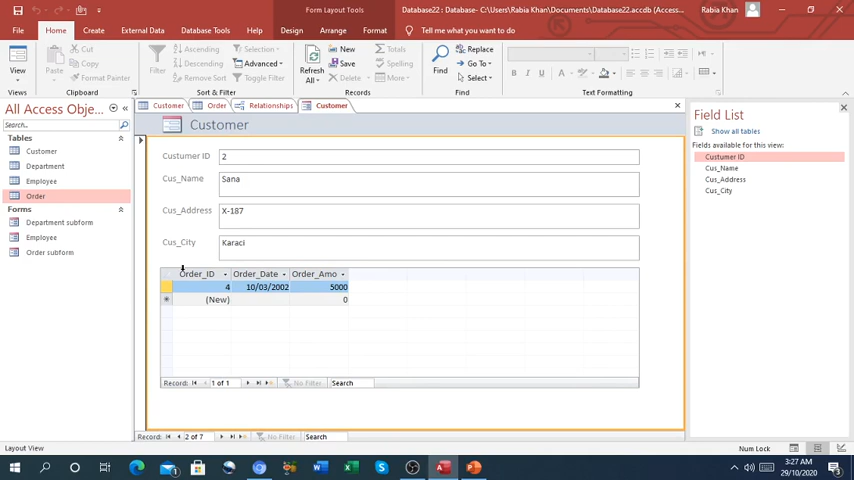 Form Layout Tools
Database22 : Database- C:\Users\Rabia Khan\Documents\Database22.accdb (Access...
Rabia Khan
File
Home
Create
External Data
Database Tools
Help
Design
Arrange
Format
Tell me what you want to do
View
Paste
Cut
Copy
Format Painter
Filter
Ascending
Descending
Remove Sort
Selection
Advanced
Toggle Filter
Refresh
All
New
Save
Delete
Totals
Spelling
More
Find
Replace
Go To
Select
B I U A
Views
Clipboard
Sort & Filter
Records
Find
Text Formatting
All Access Obje...
Search...
Tables
Customer
Department
Employee
Order
Forms
Department subform
Employee
Order subform
Customer
Order
Relationships
Customer
Customer
Custumer ID
2
Cus_Name
Sana
Cus_Address
X-187
Cus_City
Karaci
Order_ID
Order_Date
Order_Amo
4
10/03/2002
5000
(New)
0
Record:
1 of 1
No Filter
Search
Record:
2 of 7
No Filter
Search
Field List
Show all tables
Fields available for this view:
Custumer ID
Cus_Name
Cus_Address
Cus_City
Layout View
Num Lock
3:27 AM
29/10/2020